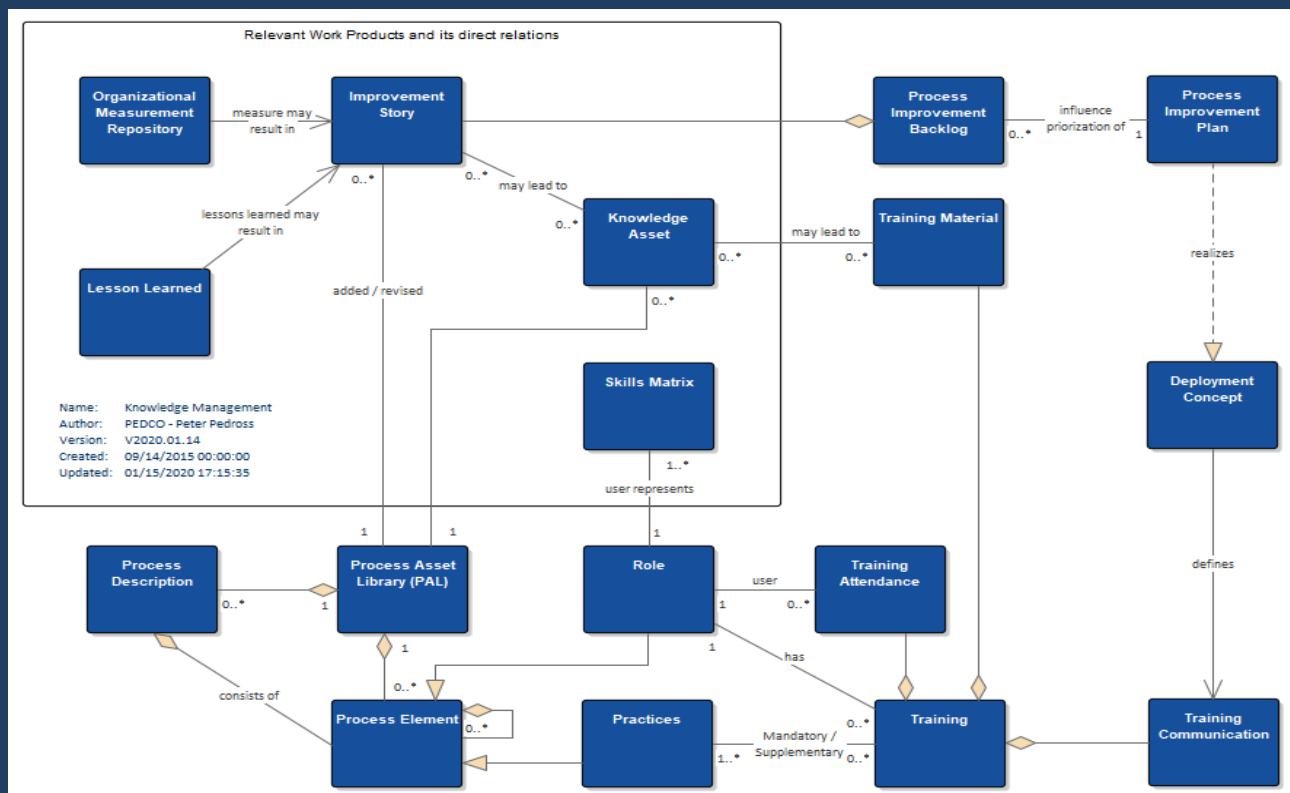 Relevant Work Products and its direct relations
Organizational
Measurement
Repository
measure may
result in
Improvement
Story
Process
Improvement
Backlog
influence
priorization of
0..*
1
Process
Improvement
Plan
0..*
0..*
may lead to
0..*
lessons learned may
result in
Knowledge
Asset
may lead to
0..*
0..*
Training Material
realizes
Lesson Learned
added / revised
0..*
Skills Matrix
Deployment
Concept
Name: Knowledge Management
Author: PEDCO - Peter Pedross
Version: V2020.01.14
Created: 09/14/2015 00:00:00
Updated: 01/15/2020 17:15:35
1..*
user represents
1
1
1
Process
Description
0..*
1
Process Asset
Library (PAL)
Role
user
1
0..*
Training
Attendance
defines
1
1
has
consists of
0..*
Process Element
0..*
Practices
Mandatory /
Supplementary
1..*
0..*
0..*
Training
Training
Communication